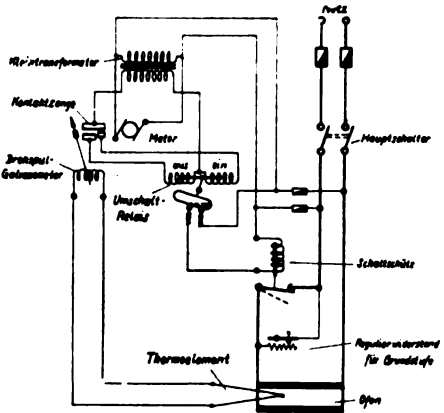 Netz
Kleintransformator
Kontaktzange
Motor
Hauptschalter
Drehspul-
Galvanometer
aus ein
Umschalt-
Relais
Schaltschütz
Regulierwiderstand
für Grundstufe
Thermoelement
Ofen